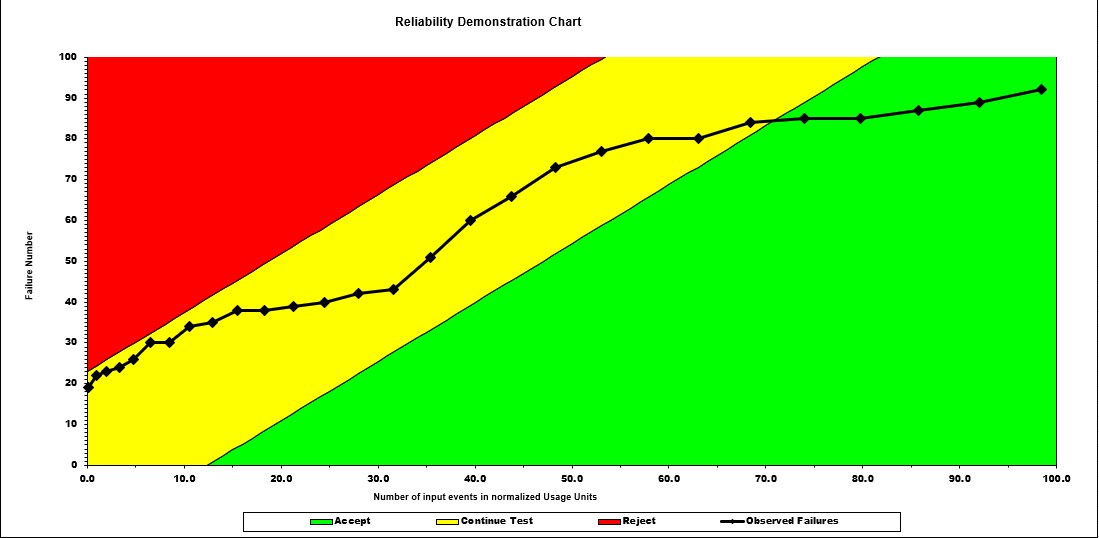 Reliability Demonstration Chart
100
90
80
70
60
50
40
30
20
10
0
Failure Number
0.0 10.0 20.0 30.0 40.0 50.0 60.0 70.0 80.0 90.0 100.0
Number of input events in normalized Usage Units
Accept Continue Test Reject Observed Failures